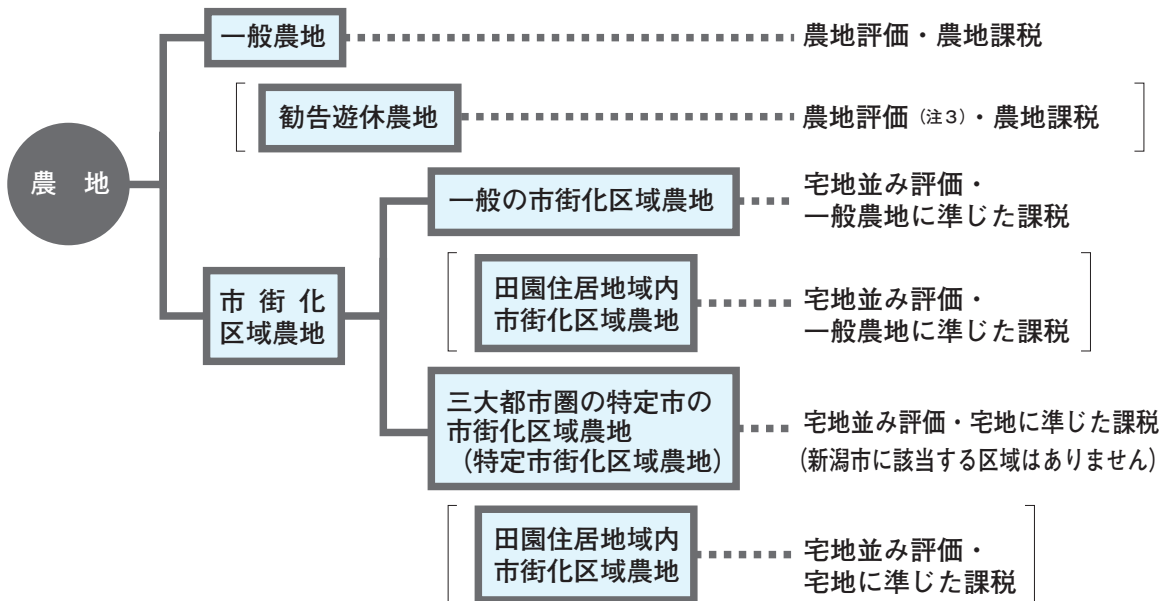 農 地
一般農地
農地評価・農地課税
勧告遊休農地
農地評価（注３）・農地課税
市街化
区域農地
一般の市街化区域農地
宅地並み評価・
一般農地に準じた課税
田園住居地域内
市街化区域農地
宅地並み評価・
一般農地に準じた課税
三大都市圏の特定市の
市街化区域農地
（特定市街化区域農地）
宅地並み評価・宅地に準じた課税
（新潟市に該当する区域はありません）
田園住居地域内
市街化区域農地
宅地並み評価・
宅地に準じた課税